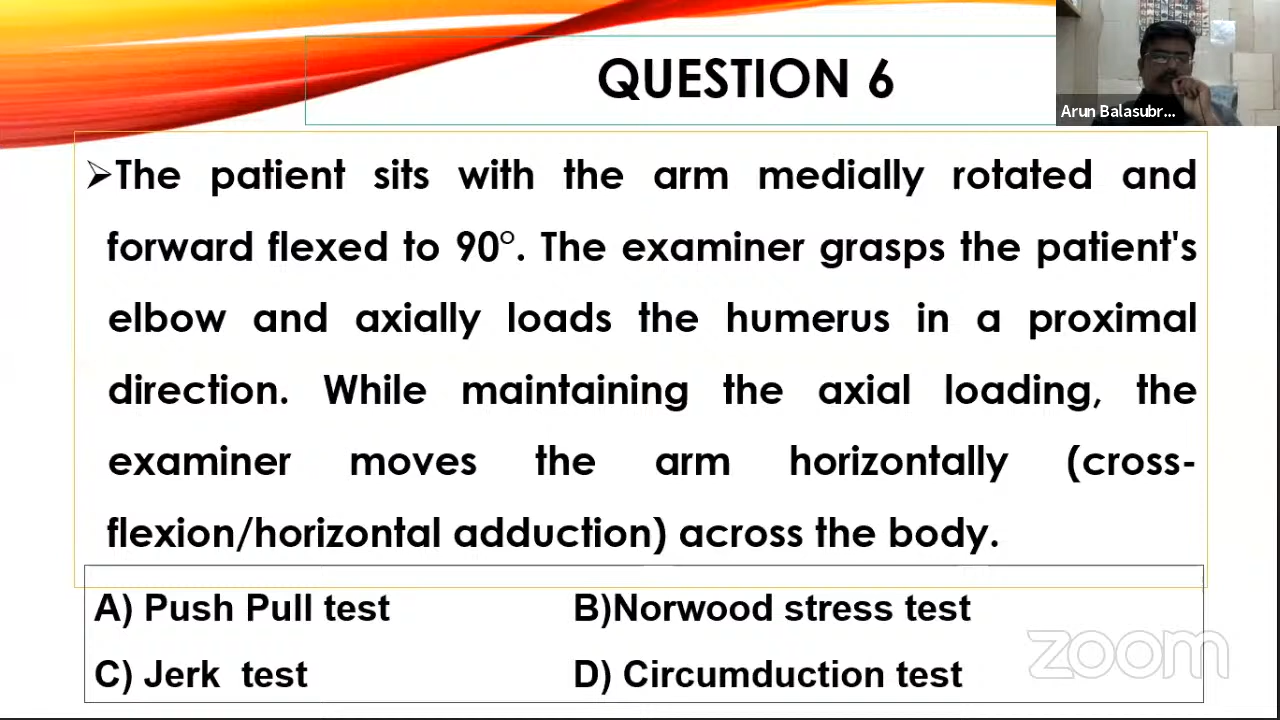 QUESTION 6
Arun Balasubr...
➢The patient sits with the arm medially rotated and
forward flexed to 90°. The examiner grasps the patient's
elbow and axially loads the humerus in a proximal
direction. While maintaining the axial loading, the
examiner moves the arm horizontally (cross-
flexion/horizontal adduction) across the body.
A) Push Pull test B)Norwood stress test
C) Jerk test D) Circumduction test
zoom